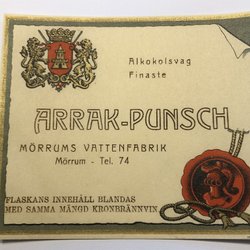 Alkoholsvag
Finaste
ARRAK-PUNSCH
MÖRRUMS VATTENFABRIK
Mörrum - Tel. 74
FLASKANS INNEHÅLL BLANDAS
MED SAMMA MÄNGD KRONBRÄNNVIN